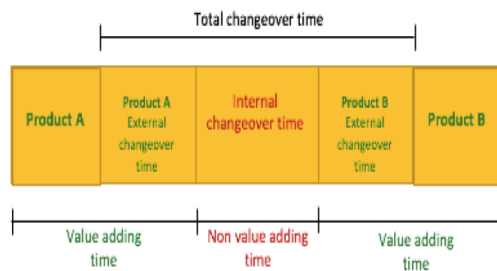 Total changeover time
Product A
Product A
External
changeover
time
Internal
changeover time
Product B
External
changeover
time
Product B
Value adding
time
Non value adding
time
Value adding
time